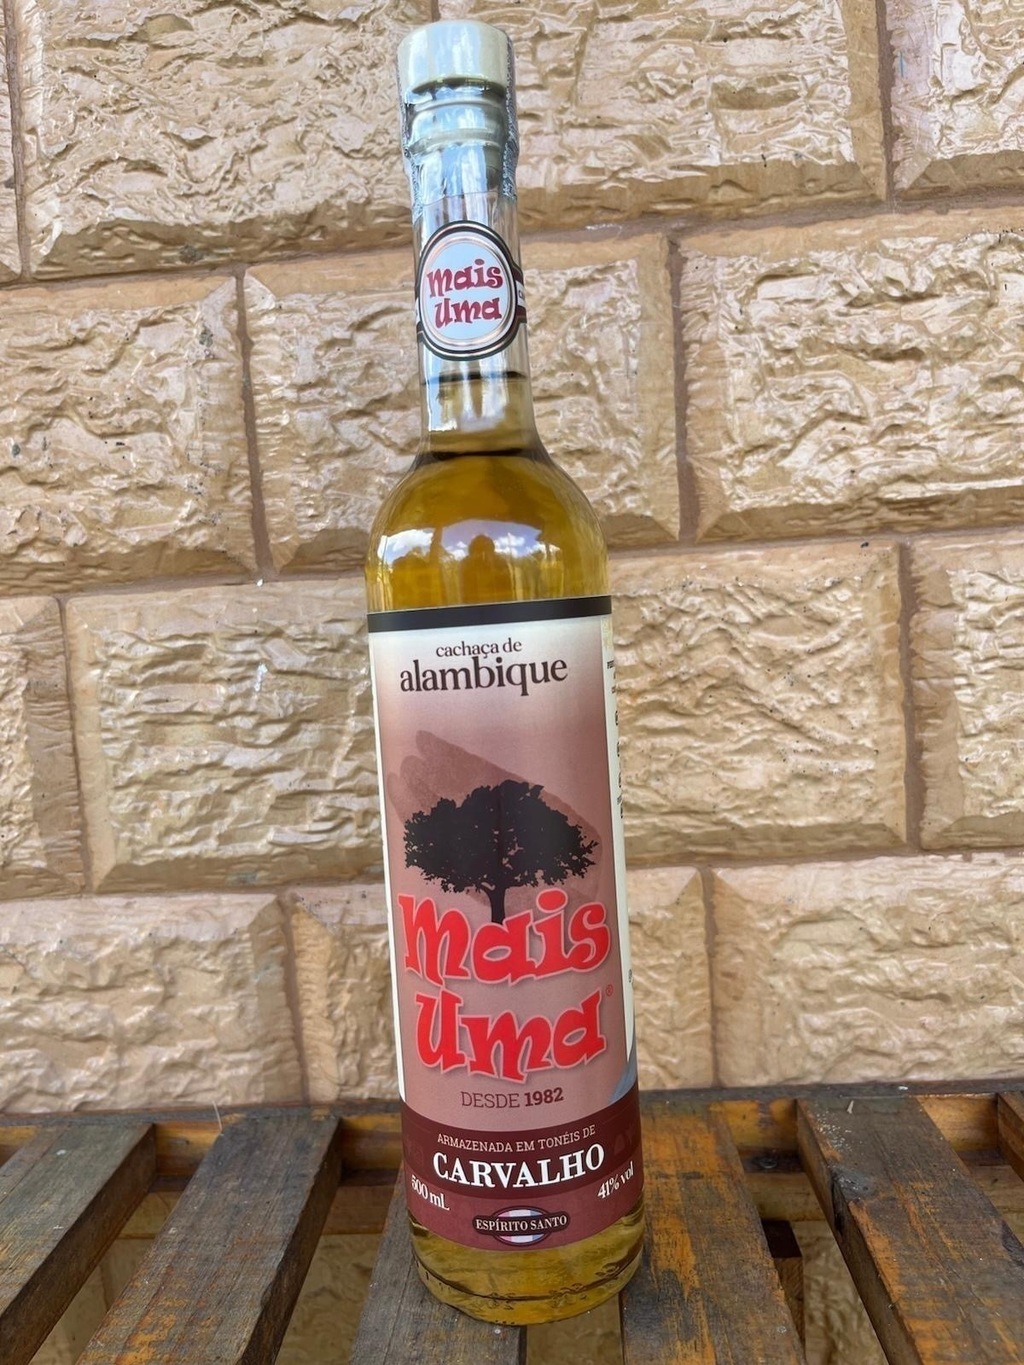 mais
uma
cachaça de
alambique
mais
uma®
DESDE 1982
ARMAZENADA EM TONÉIS DE
CARVALHO
500 mL
41% vol
ESPÍRITO SANTO